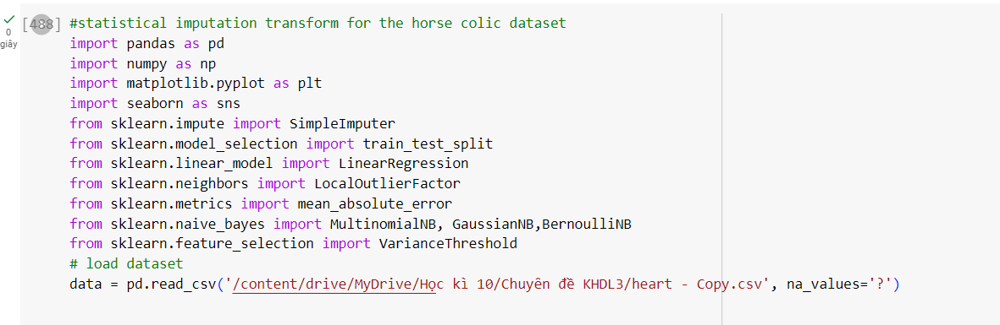 [488] #statistical imputation transform for the horse colic dataset
0
giây
import pandas as pd
import numpy as np
import matplotlib.pyplot as plt
import seaborn as sns
from sklearn.impute import SimpleImputer
from sklearn.model_selection import train_test_split
from sklearn.linear_model import LinearRegression
from sklearn.neighbors import LocalOutlierFactor
from sklearn.metrics import mean_absolute_error
from sklearn.naive_bayes import MultinomialNB, GaussianNB,BernoulliNB
from sklearn.feature_selection import VarianceThreshold
# load dataset
data = pd.read_csv('/content/drive/MyDrive/Học kì 10/Chuyên đề KHDL3/heart - Copy.csv', na_values='?')